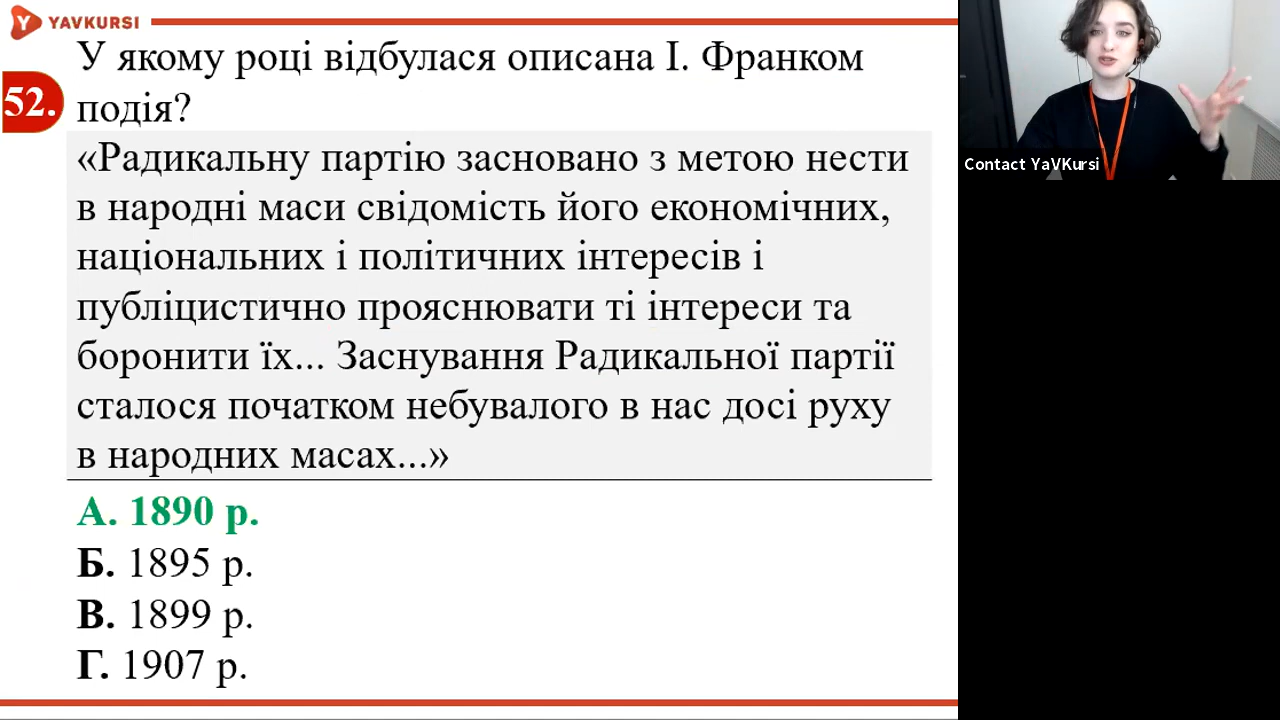 YAVKURSI
У якому році відбулася описана І. Франком
52.
подія?
«Радикальну партію засновано з метою нести
в народні маси свідомість його економічних,
національних і політичних інтересів і
публіцистично прояснювати ті інтереси та
боронити їх... Заснування Радикальної партії
сталося початком небувалого в нас досі руху
в народних масах...»
А. 1890 р.
Б. 1895 р.
В. 1899 р.
Г. 1907 р.
Contact YaVKursi